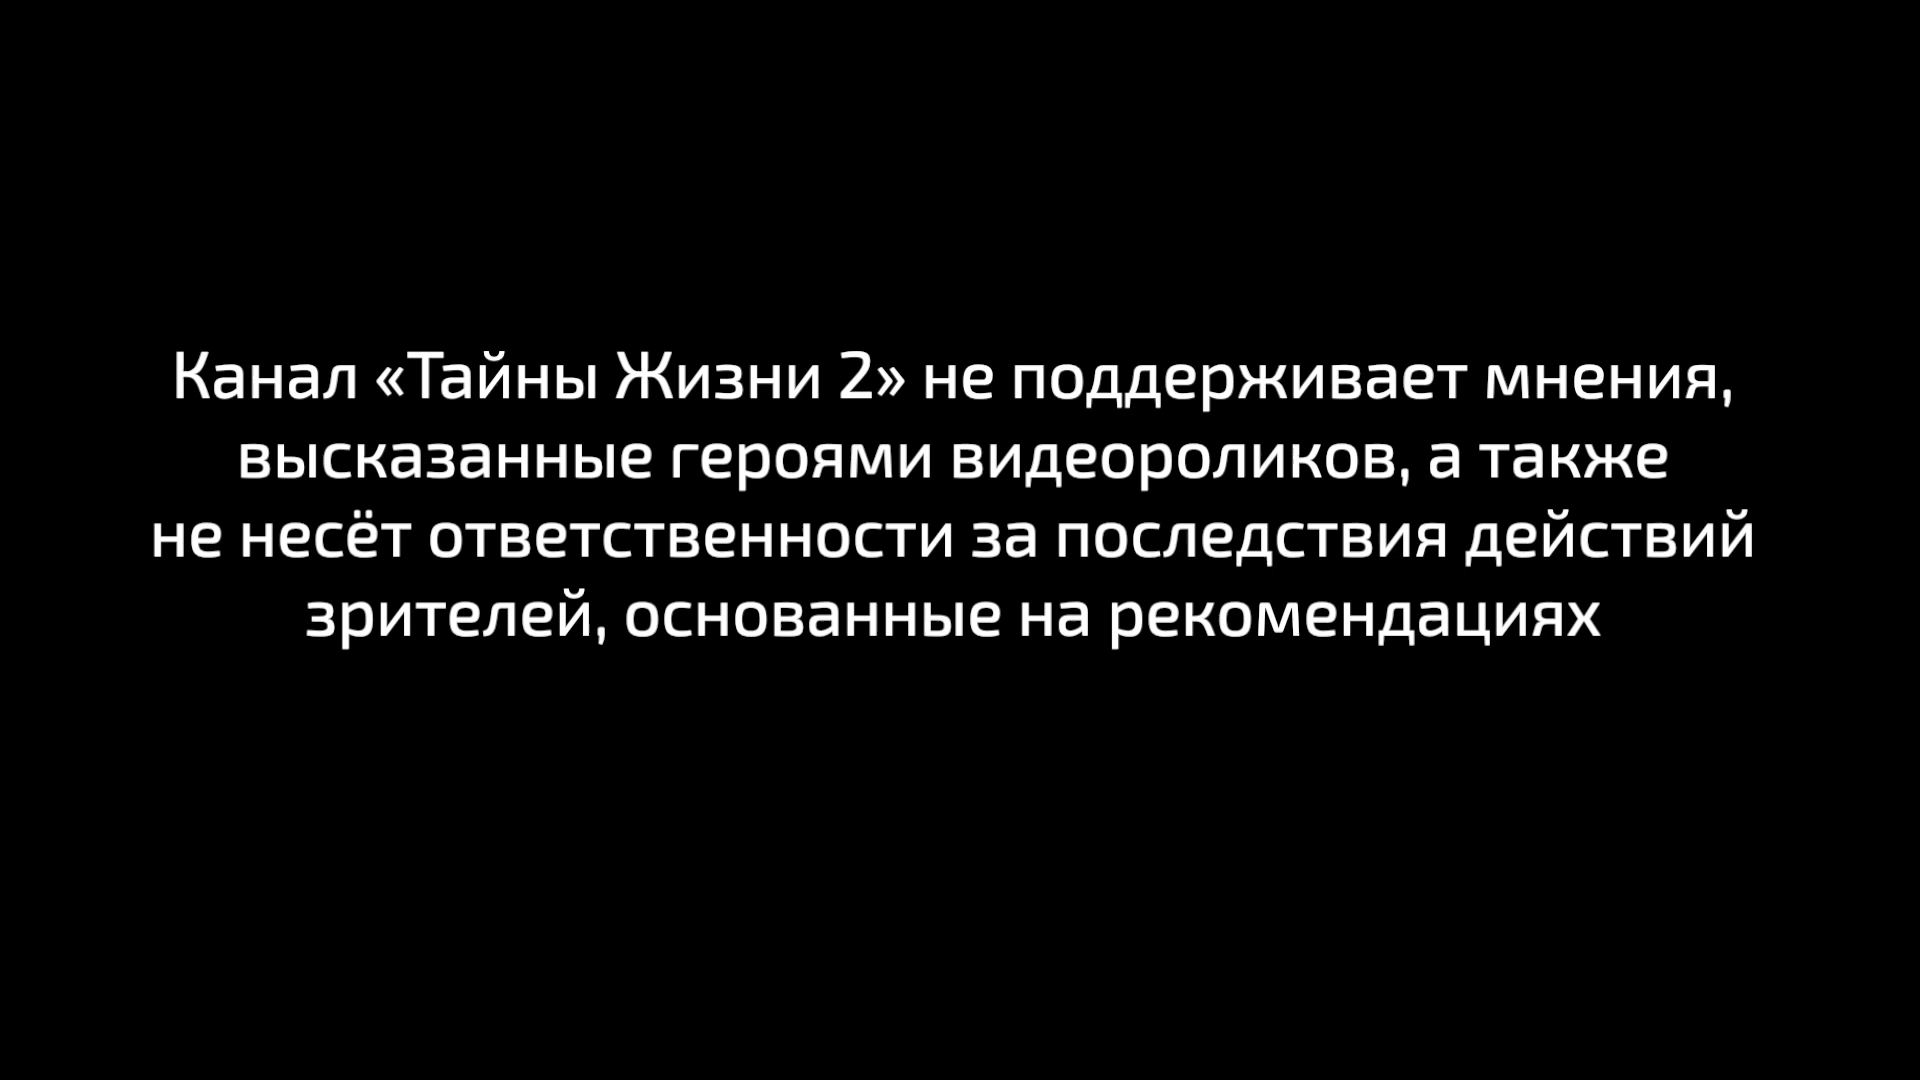 Канал «Тайны Жизни 2» не поддерживает мнения,
высказанные героями видеороликов, а также
не несёт ответственности за последствия действий
зрителей, основанные на рекомендациях